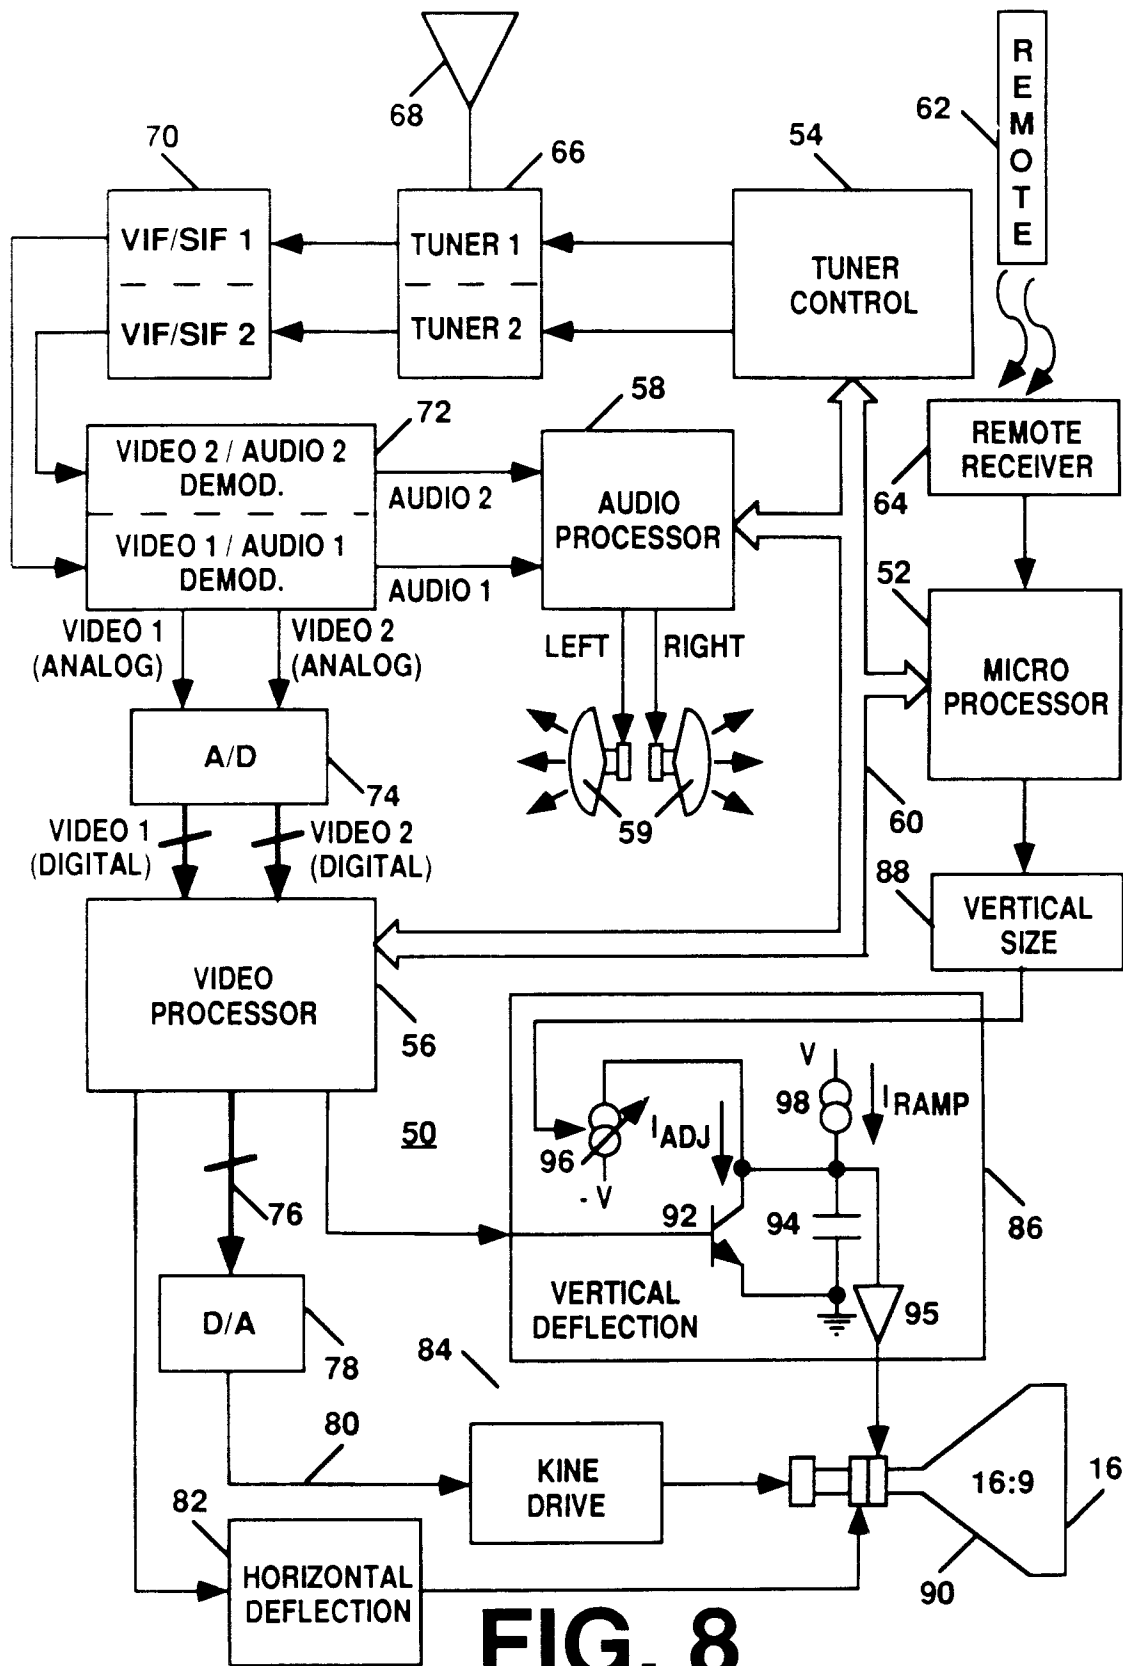 68
REMOTE
62
70
66
54
VIF/SIF 1
VIF/SIF 2
TUNER 1
TUNER 2
TUNER
CONTROL
72
58
VIDEO 2 / AUDIO 2
DEMOD.
VIDEO 1 / AUDIO 1
DEMOD.
AUDIO 2
AUDIO 1
AUDIO
PROCESSOR
REMOTE
RECEIVER
64
52
MICRO
PROCESSOR
VIDEO 1
(ANALOG)
VIDEO 2
(ANALOG)
LEFT
RIGHT
A/D
74
59
60
VIDEO 1
(DIGITAL)
VIDEO 2
(DIGITAL)
88
VERTICAL
SIZE
VIDEO
PROCESSOR
56
50
V
98
I RAMP
I ADJ
96
- V
92
94
86
76
VERTICAL
DEFLECTION
95
D/A
78
84
80
KINE
DRIVE
16:9
16
82
90
HORIZONTAL
DEFLECTION
FIG. 8